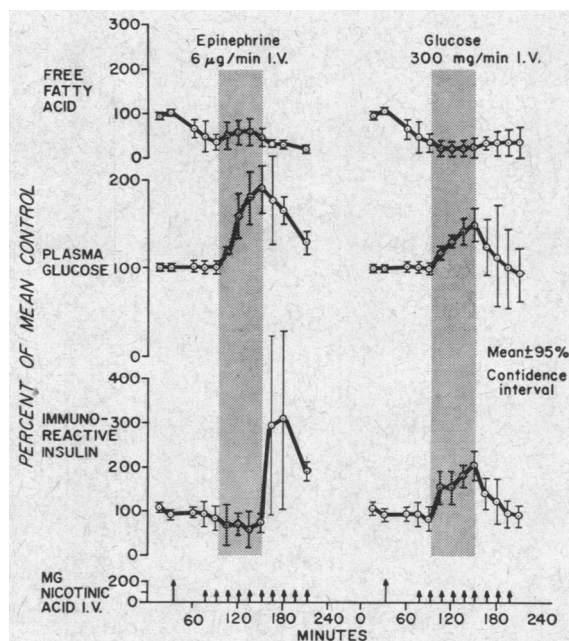 300
Epinephrine
6 μg/min I.V.
Glucose
300 mg/min I.V.
FREE
FATTY
ACID
200
100
0
200
PLASMA
GLUCOSE
100
0
PERCENT OF MEAN CONTROL
Mean±95%
Confidence
interval
400
IMMUNO-
REACTIVE
INSULIN
300
200
100
0
MG
NICOTINIC
ACID I.V.
200
0
60 120 180 0 60 120 180 240
MINUTES